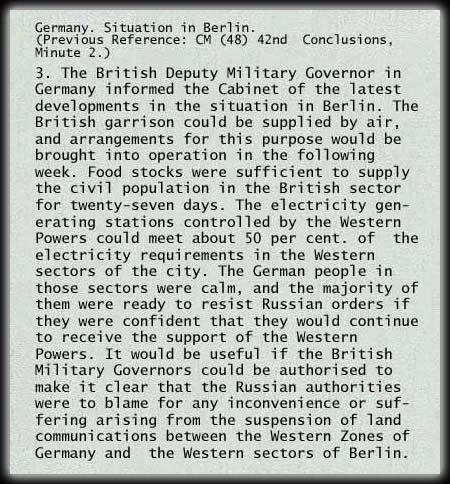 Germany. Situation in Berlin.
(Previous Reference: CM (48) 42nd  Conclusions,
Minute 2.)
3. The British Deputy Military Governor in
Germany informed the Cabinet of the latest
developments in the situation in Berlin. The
British garrison could be supplied by air,
and arrangements for this purpose would be
brought into operation in the following
week. Food stocks were sufficient to supply
the civil population in the British sector
for twenty-seven days. The electricity gen-
erating stations controlled by the Western
Powers could meet about 50 per cent. of  the
electricity requirements in the Western
sectors of the city. The German people in
those sectors were calm, and the majority of
them were ready to resist Russian orders if
they were confident that they would continue
to receive the support of the Western
Powers. It would be useful if the British
Military Governors could be authorised to
make it clear that the Russian authorities
were to blame for any inconvenience or suf-
fering arising from the suspension of land
communications between the Western Zones of
Germany and  the Western sectors of Berlin.